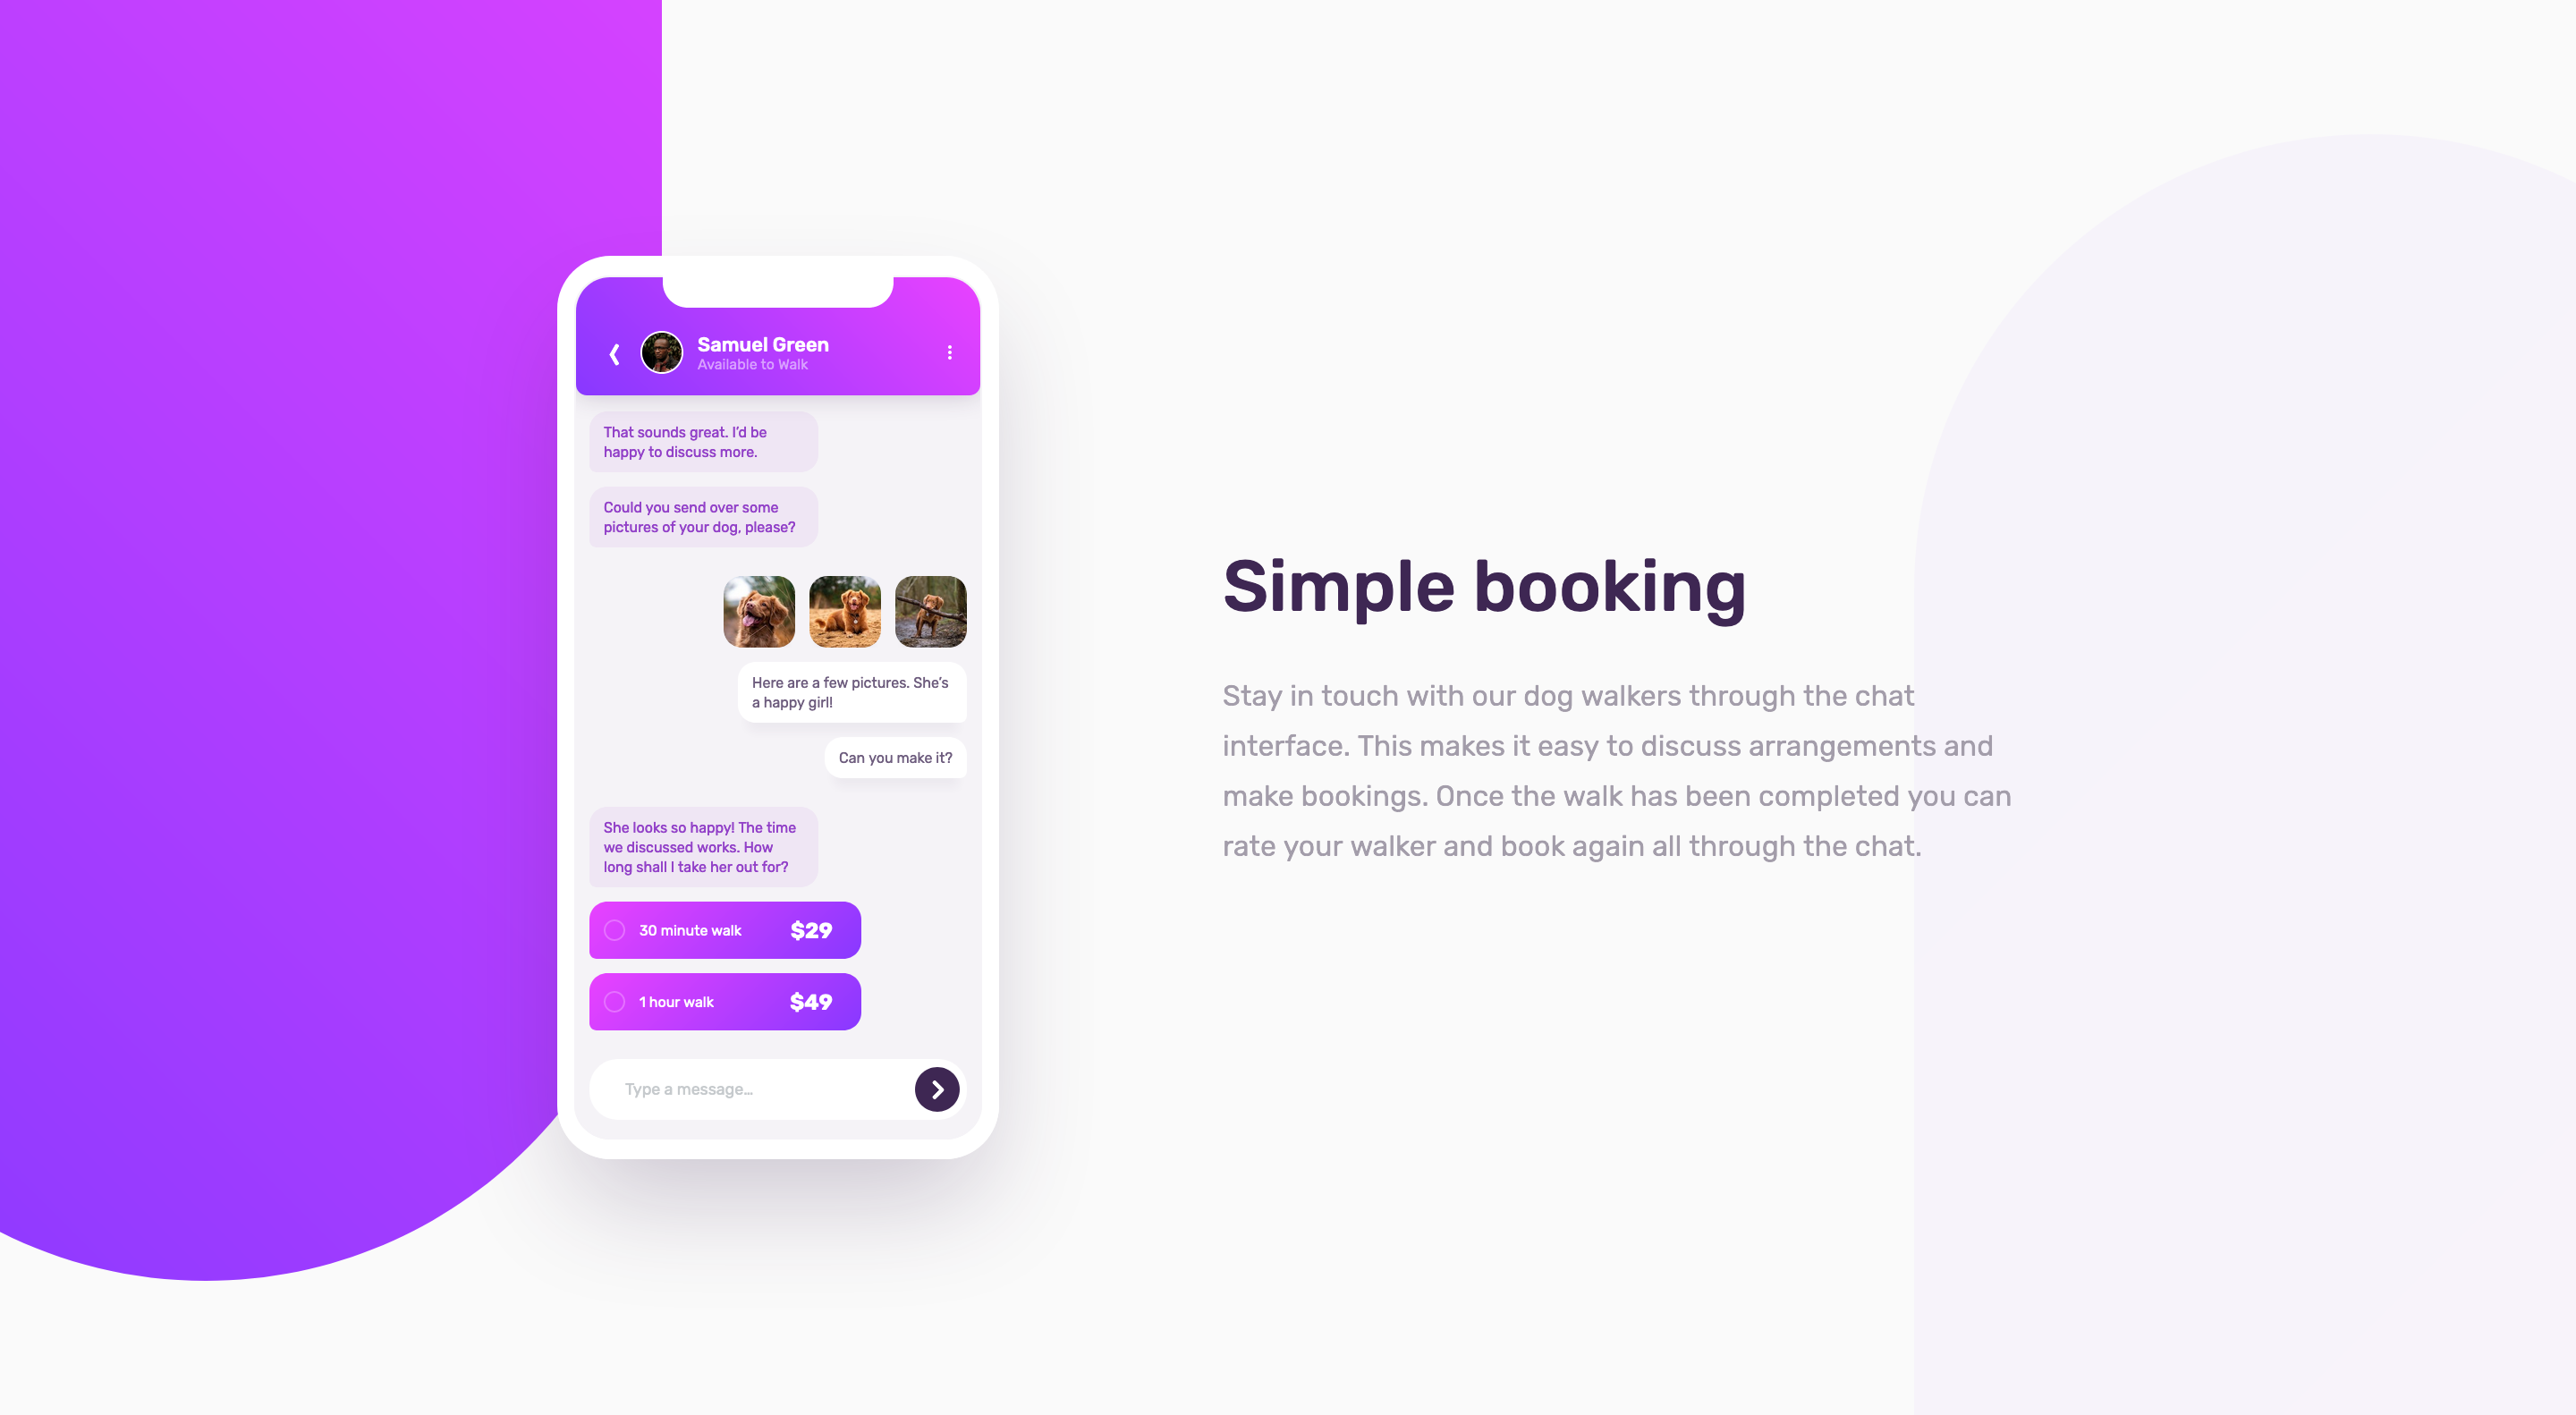 Samuel Green
Available to Walk
That sounds great. I’d be
happy to discuss more.
Could you send over some
pictures of your dog, please?
Here are a few pictures. She’s
a happy girl!
Can you make it?
She looks so happy! The time
we discussed works. How
long shall I take her out for?
30 minute walk $29
1 hour walk $49
Type a message…
Simple booking
Stay in touch with our dog walkers through the chat
interface. This makes it easy to discuss arrangements and
make bookings. Once the walk has been completed you can
rate your walker and book again all through the chat.